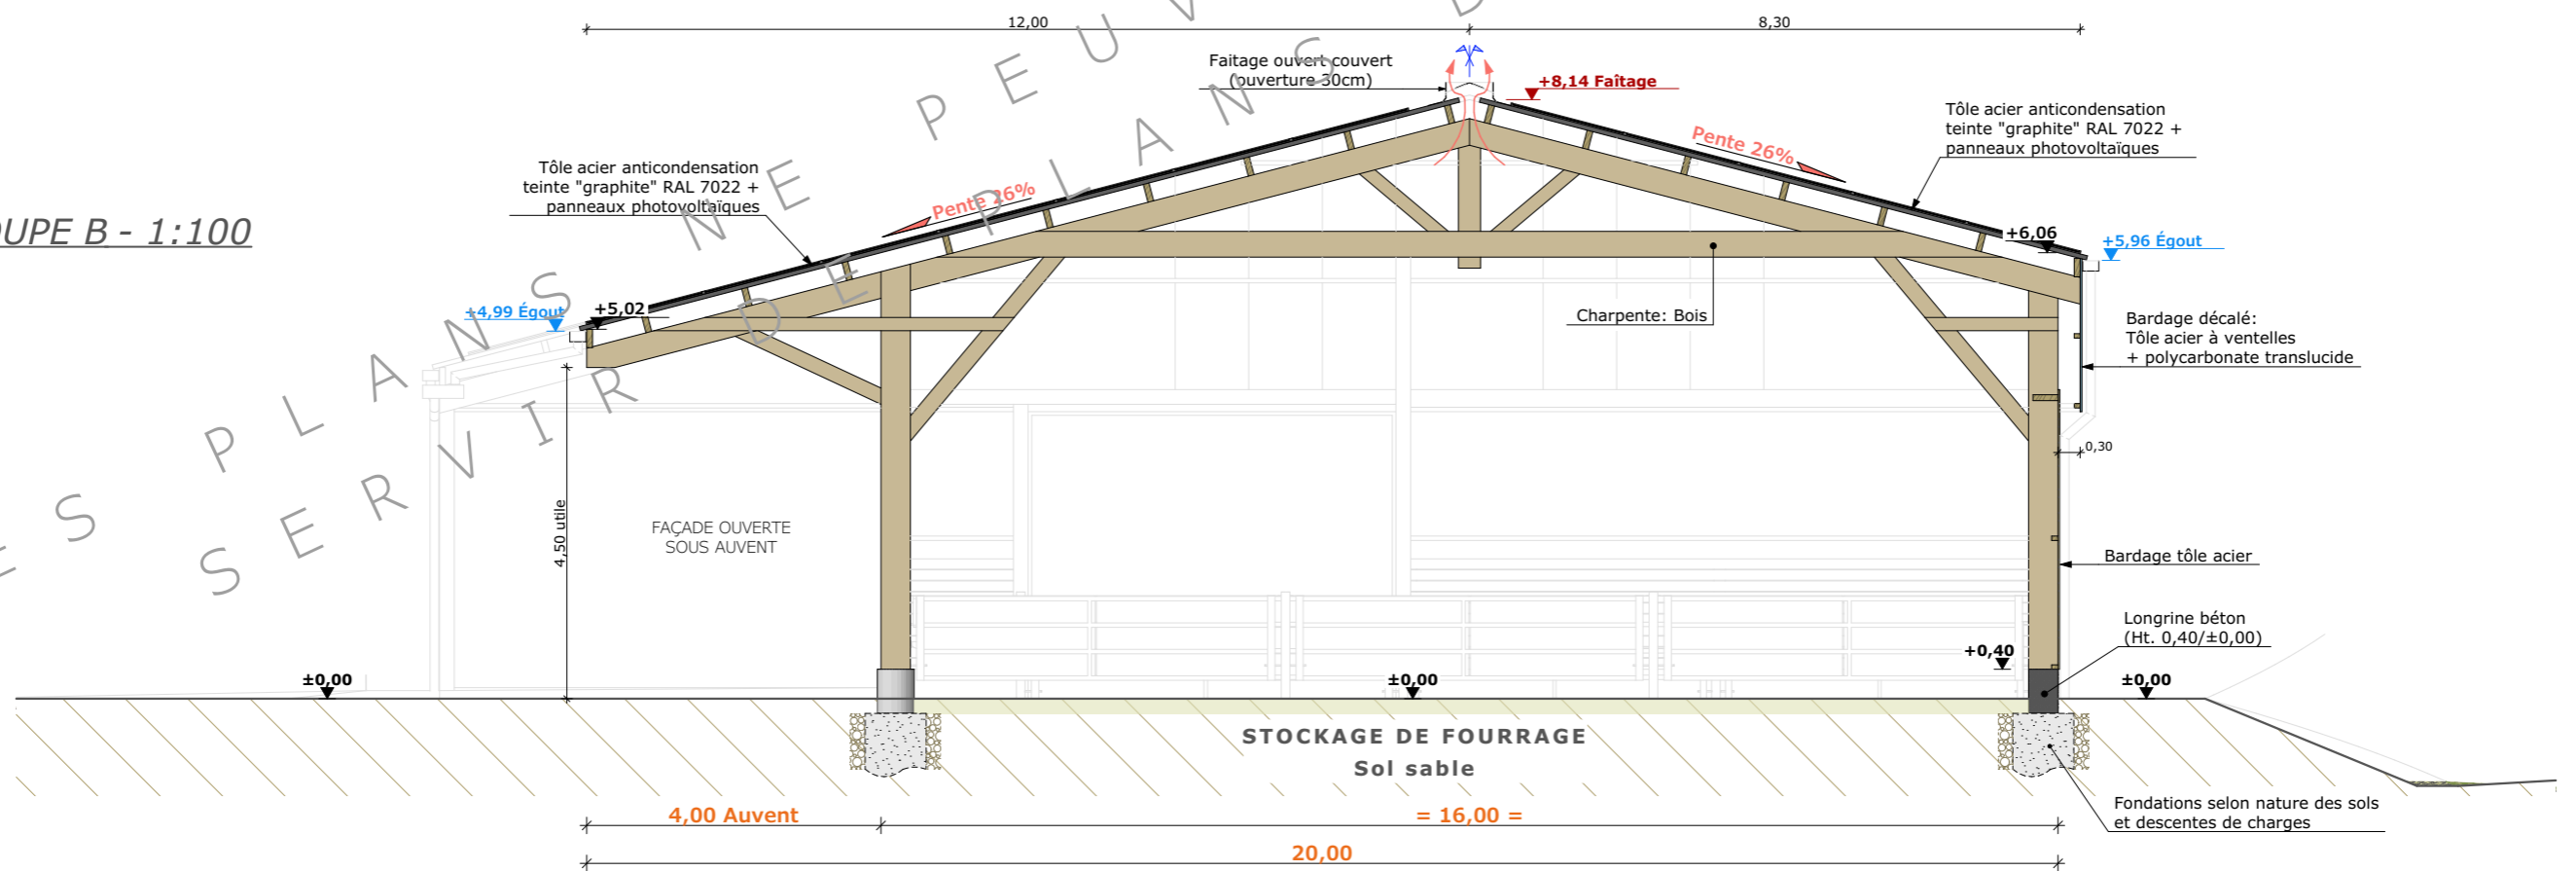 12,00
8,30
Faitage ouvert couvert
(ouverture 30cm)
+8,14 Faîtage
Tôle acier anticondensation
teinte "graphite" RAL 7022 +
panneaux photovoltaïques
Pente 26%
Tôle acier anticondensation
teinte "graphite" RAL 7022 +
panneaux photovoltaïques
Pente 26%
UPE B - 1:100
+6,06
+5,96 Égout
+4,99 Égout
+5,02
Charpente: Bois
Bardage décalé:
Tôle acier à ventelles
+ polycarbonate translucide
0,30
4,50 utile
FAÇADE OUVERTE
SOUS AUVENT
Bardage tôle acier
Longrine béton
(Ht. 0,40/±0,00)
+0,40
±0,00
±0,00
±0,00
STOCKAGE DE FOURRAGE
Sol sable
Fondations selon nature des sols
et descentes de charges
4,00 Auvent
= 16,00 =
20,00
ES PLANS NE PEUV
SERVIR DE PLANS D